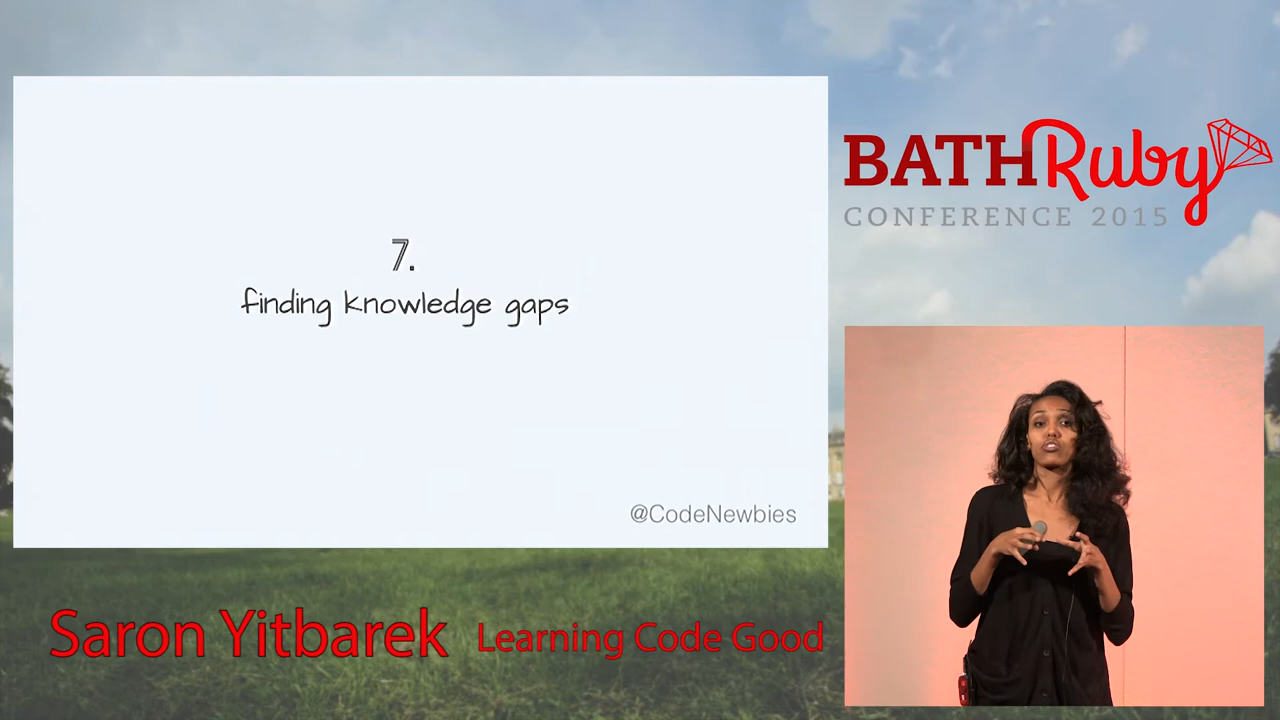 7.
finding knowledge gaps
@CodeNewbies
BATHRuby
CONFERENCE 2015
Saron Yitbarek Learning Code Good